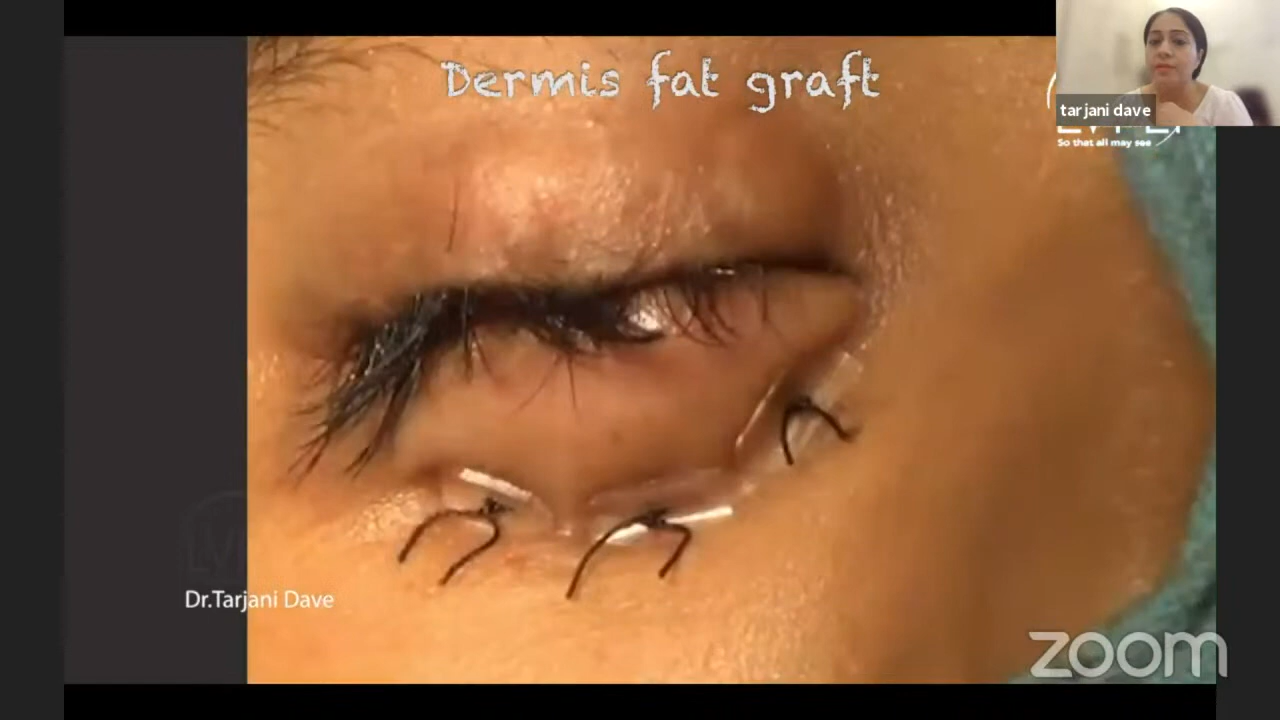 Dermis fat graft
tarjani dave
So that all may see
Dr.Tarjani Dave
zoom